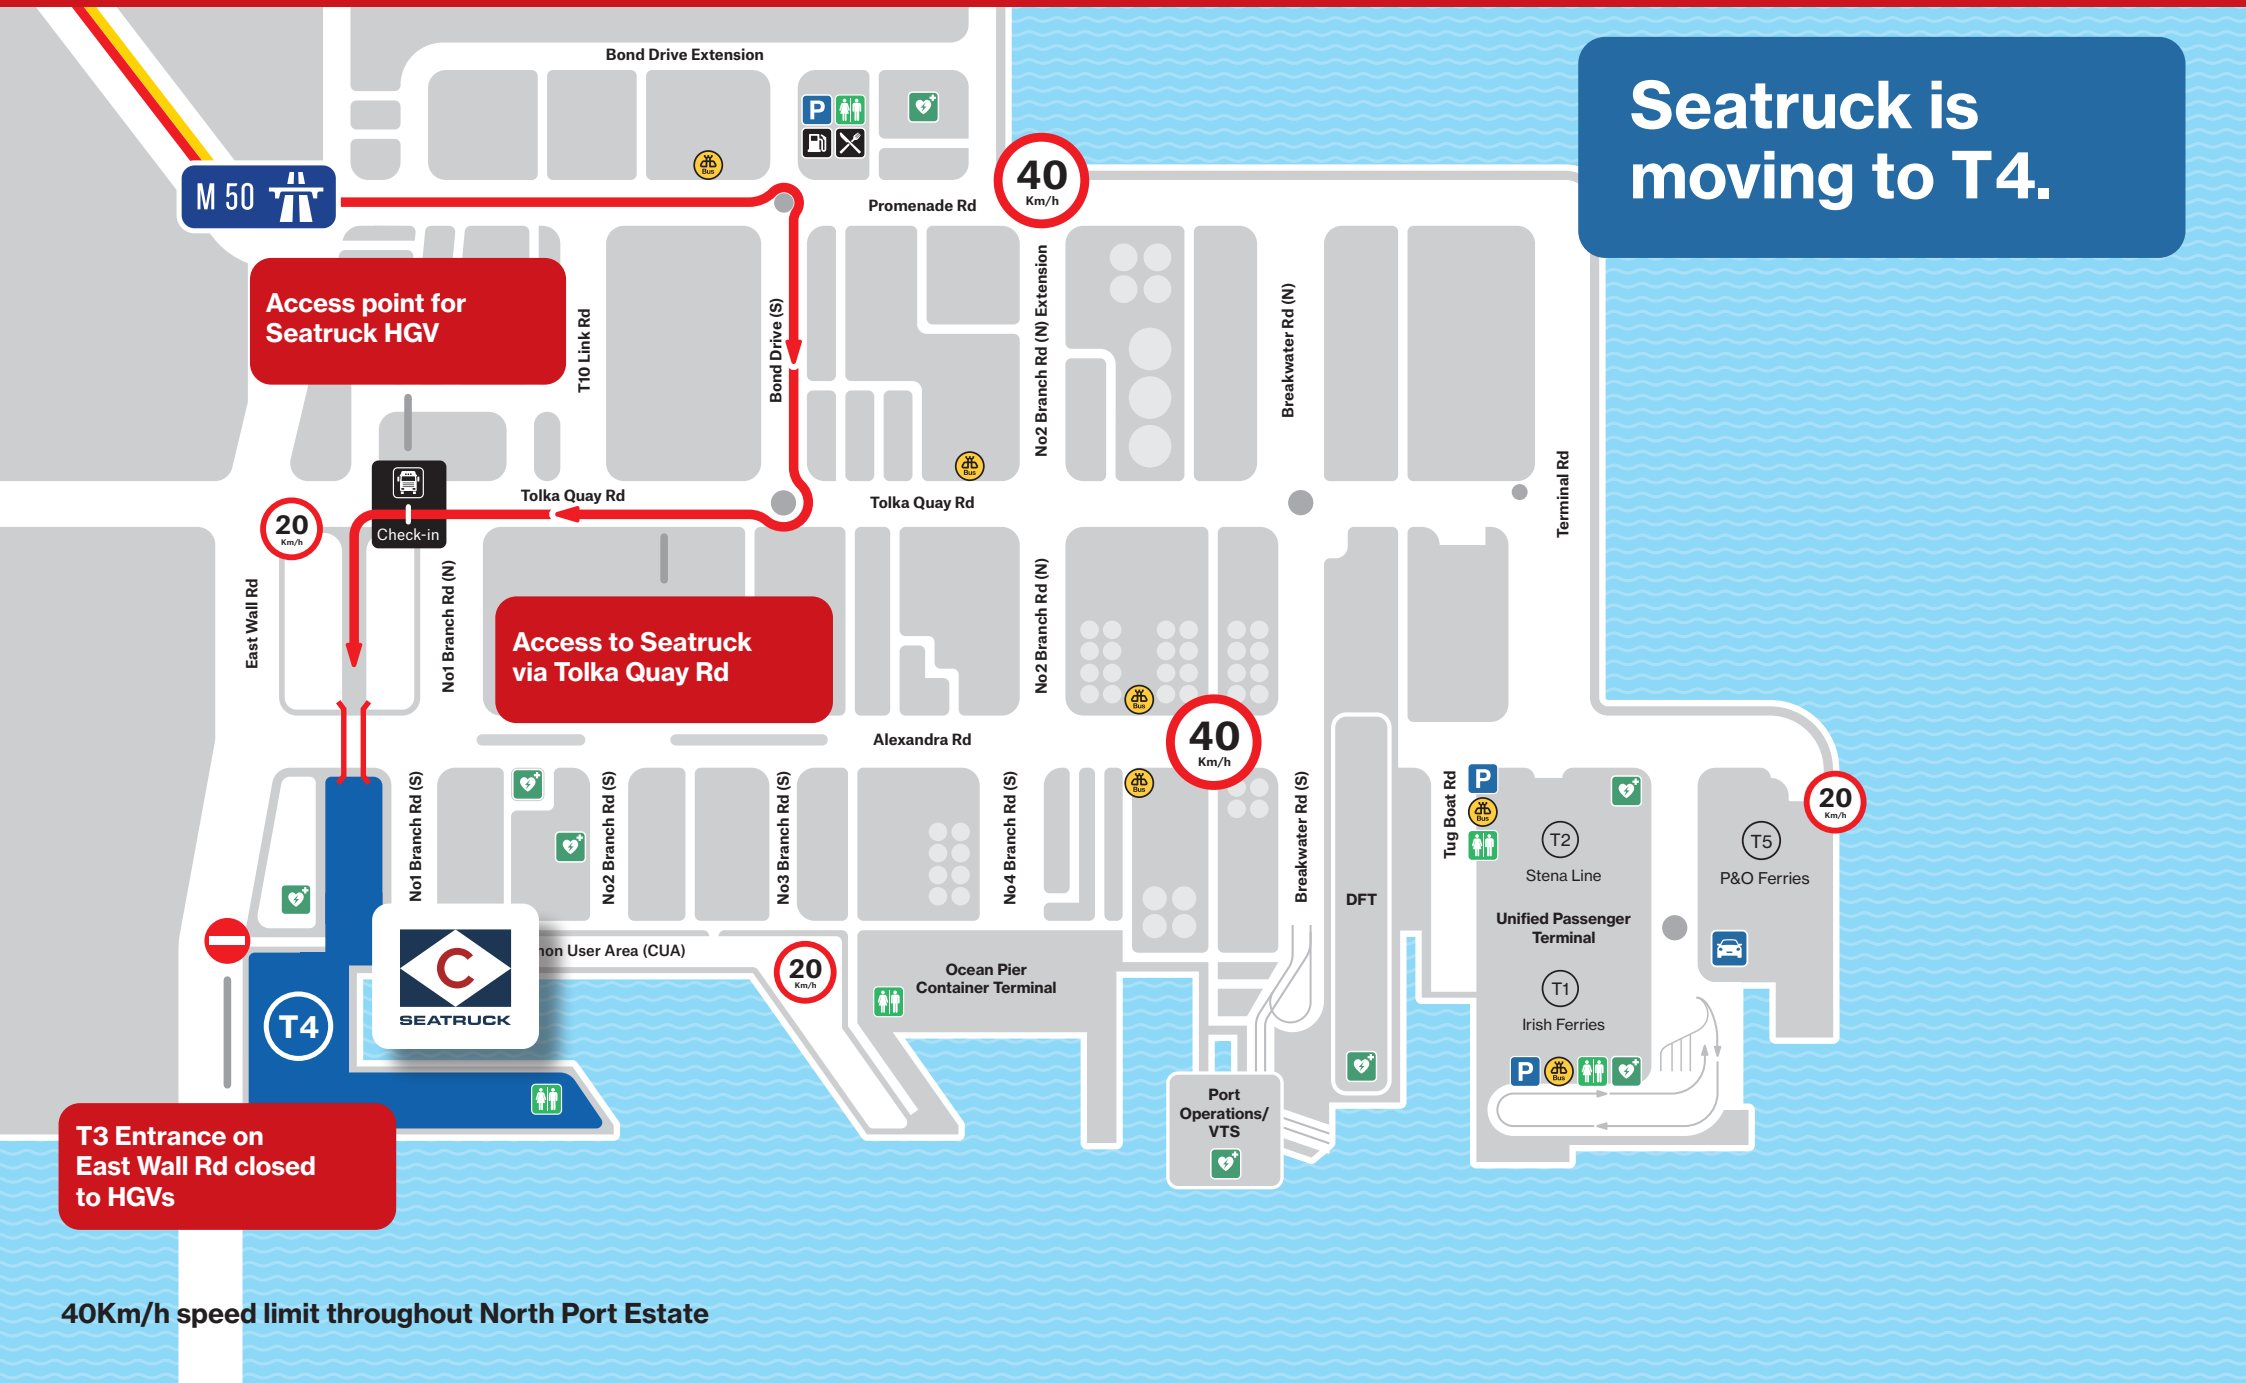 Bond Drive Extension
Seatruck is
moving to T4.
P
Bus
M 50
40
Km/h
Promenade Rd
Access point for
Seatruck HGV
T10 Link Rd
Bond Drive (S)
No2 Branch Rd (N) Extension
Breakwater Rd (N)
Terminal Rd
Bus
Tolka Quay Rd
Tolka Quay Rd
20
Km/h
Check-in
East Wall Rd
No1 Branch Rd (N)
No2 Branch Rd (N)
Access to Seatruck
via Tolka Quay Rd
Bus
40
Km/h
Alexandra Rd
No1 Branch Rd (S)
No2 Branch Rd (S)
No3 Branch Rd (S)
No4 Branch Rd (S)
Bus
Breakwater Rd (S)
Tug Boat Rd
P
Bus
20
Km/h
T2
Stena Line
T5
P&O Ferries
DFT
Unified Passenger
Terminal
User Area (CUA)
C
SEATRUCK
20
Km/h
Ocean Pier
Container Terminal
T1
Irish Ferries
T4
P
Bus
Port
Operations/
VTS
T3 Entrance on
East Wall Rd closed
to HGVs
40Km/h speed limit throughout North Port Estate